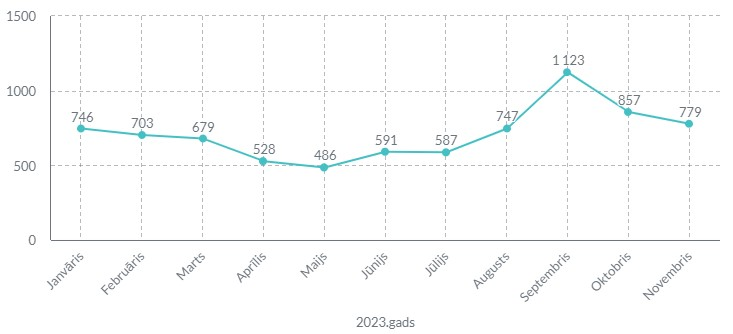 1500
1000
500
0
746
703
679
528
486
591
587
747
1 123
857
779
Janvāris
Februāris
Marts
Aprīlis
Maijs
Jūnijs
Jūlijs
Augusts
Septembris
Oktobris
Novembris
2023.gads